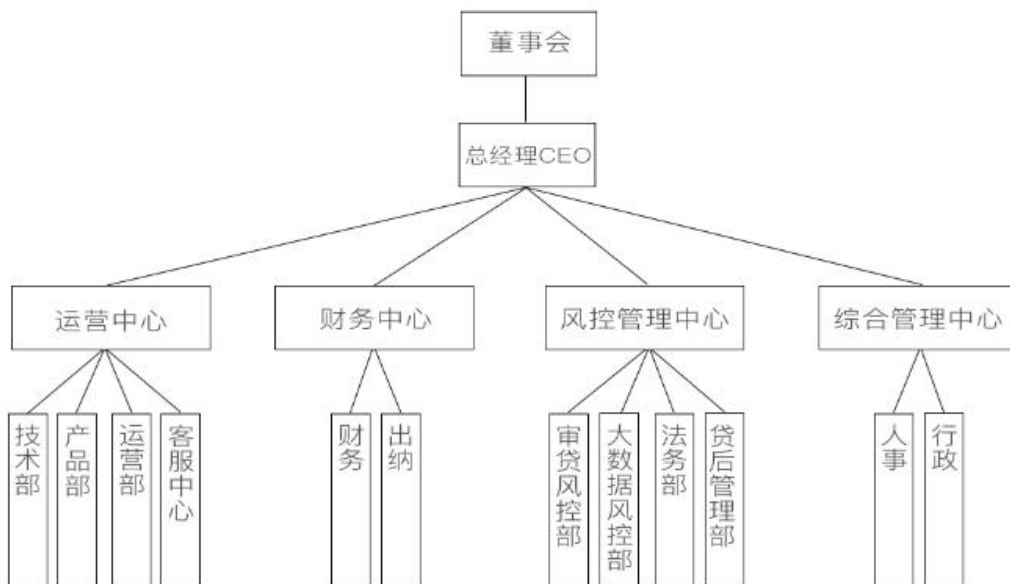 董事会
总经理CEO
运营中心
财务中心
风控管理中心
综合管理中心
技术部
产品部
运营部
客服中心
财务
出纳
审贷风控部
大数据风控部
法务部
贷后管理部
人事
行政